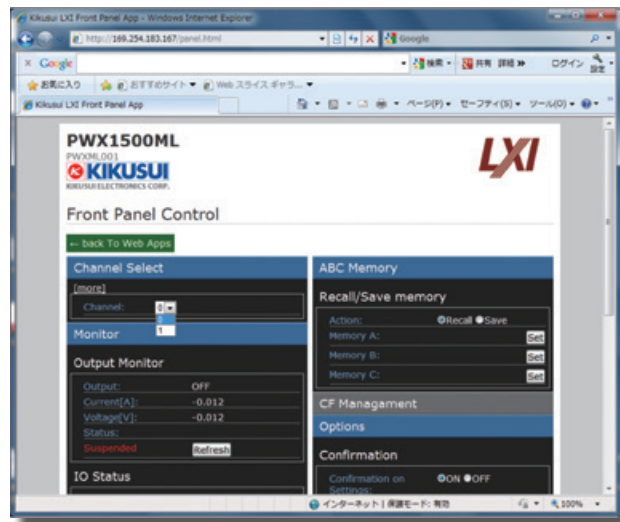 Kikusui LXI Front Panel App - Windows Internet Explorer
http://169.254.183.167/panel.html
Google
× Google
検索
共有
詳細 »
ログイン
設定
お気に入り
おすすめサイト
Web スライス ギャラ...
Kikusui LXI Front Panel App
ページ(P)
セーフティ(S)
ツール(O)
PWX1500ML
PWXML001
KIKUSUI
KIKUSUI ELECTRONICS CORP.
LXI
Front Panel Control
← back To Web Apps
Channel Select
[more]
Channel:
0
0
1
Monitor
Output Monitor
Output: OFF
Current[A]: -0.012
Voltage[V]: -0.012
Status:
Suspended Refresh
IO Status
ABC Memory
Recall/Save memory
Action: Recall Save
Memory A: Set
Memory B: Set
Memory C: Set
CF Managament
Options
Confirmation
Confirmation on ON OFF
Settings:
インターネット | 保護モード: 有効
100%